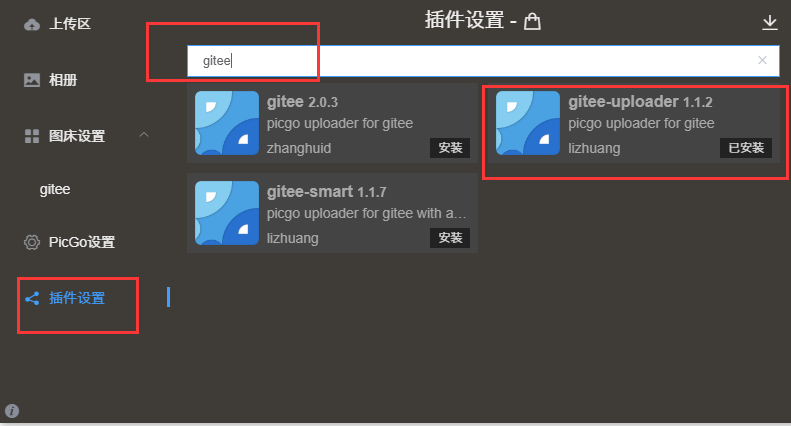 上传区
相册
图床设置
gitee
PicGo设置
插件设置
插件设置 -
gitee
gitee 2.0.3
picgo uploader for gitee
zhanghuid
安装
gitee-uploader 1.1.2
picgo uploader for gitee
lizhuang
已安装
gitee-smart 1.1.7
picgo uploader for gitee with a...
lizhuang
安装